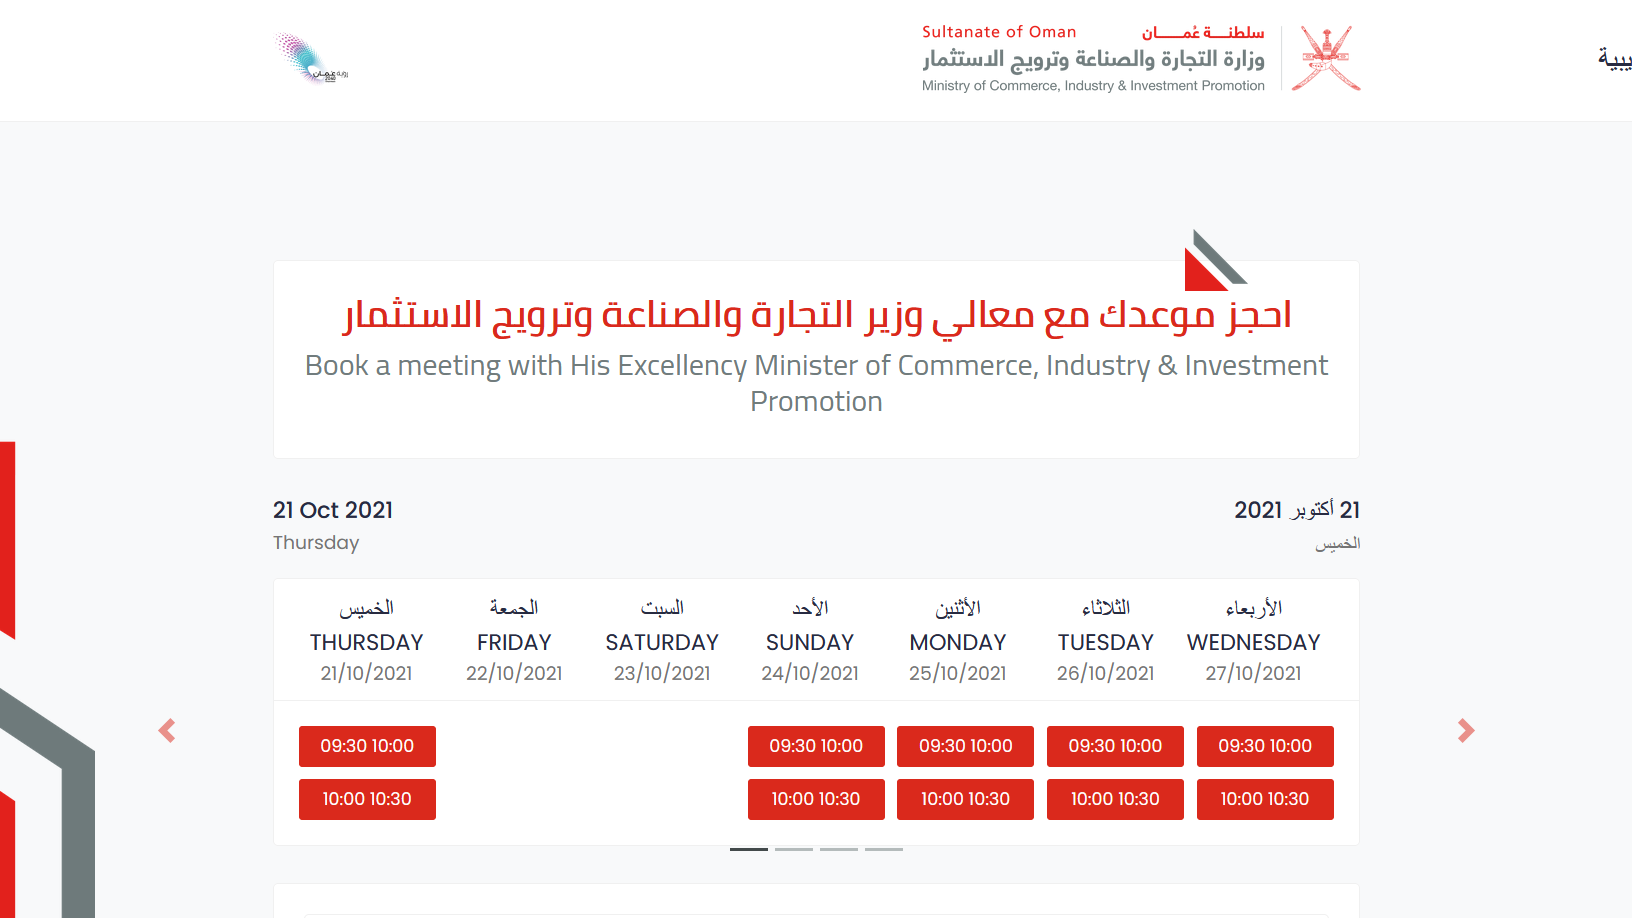 رؤية عُمان
2040
Sultanate of Oman سلطنـــة عُمـــــان
وزارة التجارة والصناعة وترويج الاستثمار
Ministry of Commerce, Industry & Investment Promotion
احجز موعدك مع معالي وزير التجارة والصناعة وترويج الاستثمار
Book a meeting with His Excellency Minister of Commerce, Industry & Investment
Promotion
21 Oct 2021
Thursday
21 أكتوبر 2021
الخميس
الخميس الجمعة السبت الأحد الأثنين الثلاثاء الأربعاء
THURSDAY FRIDAY SATURDAY SUNDAY MONDAY TUESDAY WEDNESDAY
21/10/2021 22/10/2021 23/10/2021 24/10/2021 25/10/2021 26/10/2021 27/10/2021
09:30 10:00 09:30 10:00 09:30 10:00 09:30 10:00 09:30 10:00
10:00 10:30 10:00 10:30 10:00 10:30 10:00 10:30 10:00 10:30